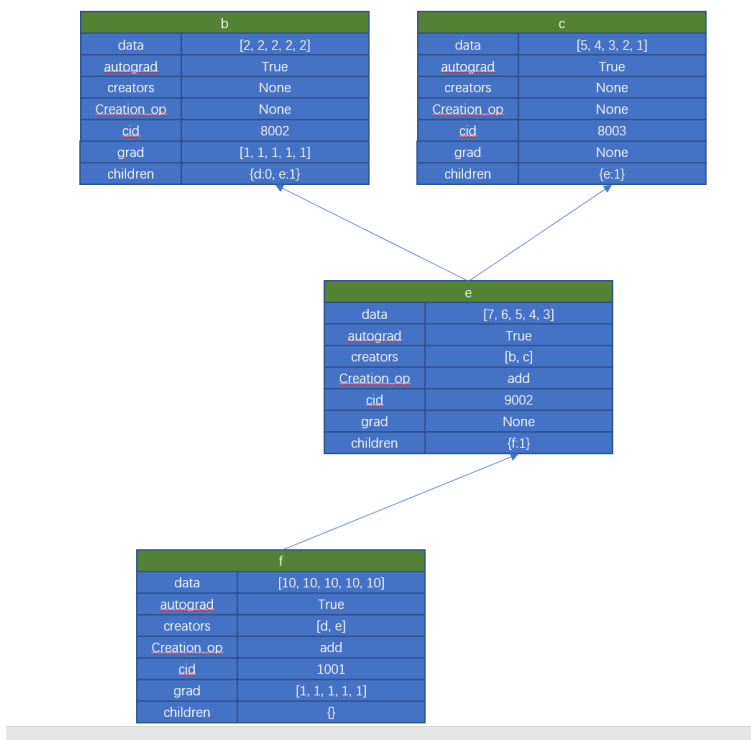 b
data [2, 2, 2, 2, 2]
autograd True
creators None
Creation_op None
cid 8002
grad [1, 1, 1, 1, 1]
children {d:0, e:1}
c
data [5, 4, 3, 2, 1]
autograd True
creators None
Creation_op None
cid 8003
grad None
children {e:1}
e
data [7, 6, 5, 4, 3]
autograd True
creators [b, c]
Creation_op add
cid 9002
grad None
children {f:1}
f
data [10, 10, 10, 10, 10]
autograd True
creators [d, e]
Creation_op add
cid 1001
grad [1, 1, 1, 1, 1]
children {}